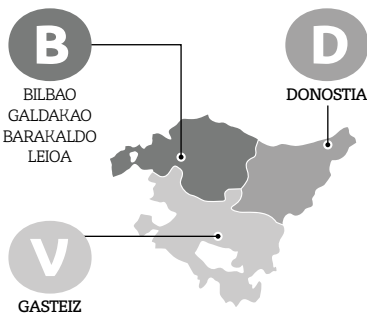 B
BILBAO
GALDAKAO
BARAKALDO
LEIOA
D
DONOSTIA
V
GASTEIZ